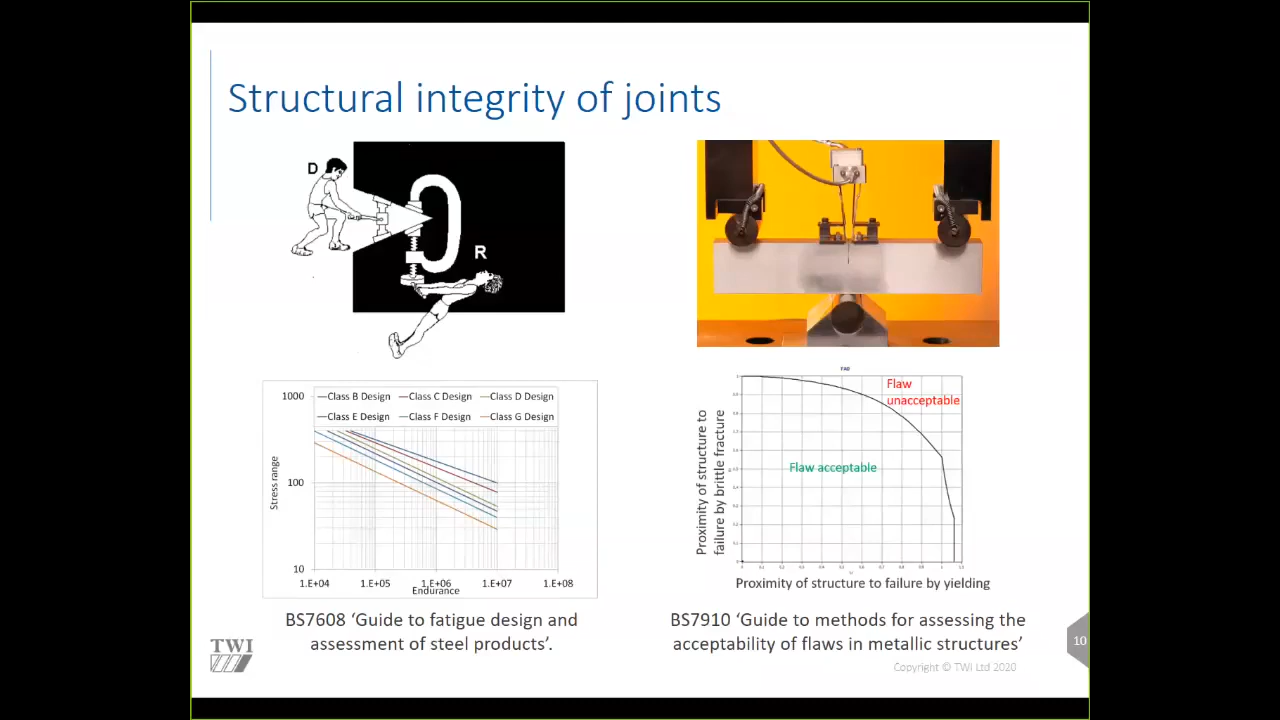 Structural integrity of joints
D
R
1000
100
10
Class B Design
Class C Design
Class D Design
Class E Design
Class F Design
Class G Design
Stress range
1.E+04
1.E+05
1.E+06
1.E+07
1.E+08
Endurance
BS7608 ‘Guide to fatigue design and
assessment of steel products’.
FAD
Flaw
unacceptable
Flaw acceptable
Proximity of structure to
failure by brittle fracture
Proximity of structure to failure by yielding
BS7910 ‘Guide to methods for assessing the
acceptability of flaws in metallic structures’
TWI
Copyright © TWI Ltd 2020
10